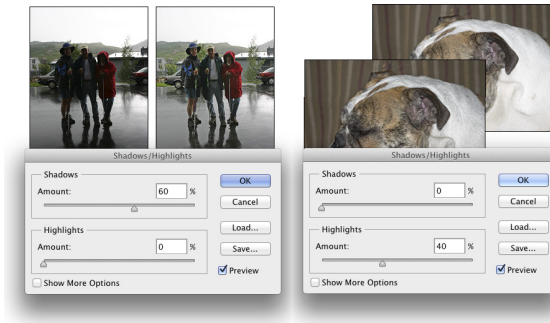 Shadows/Highlights
Shadows
Amount: 60 %
Highlights
Amount: 0 %
Show More Options
OK
Cancel
Load...
Save...
Preview
Shadows/Highlights
Shadows
Amount: 0 %
Highlights
Amount: 40 %
Show More Options
OK
Cancel
Load...
Save...
Preview